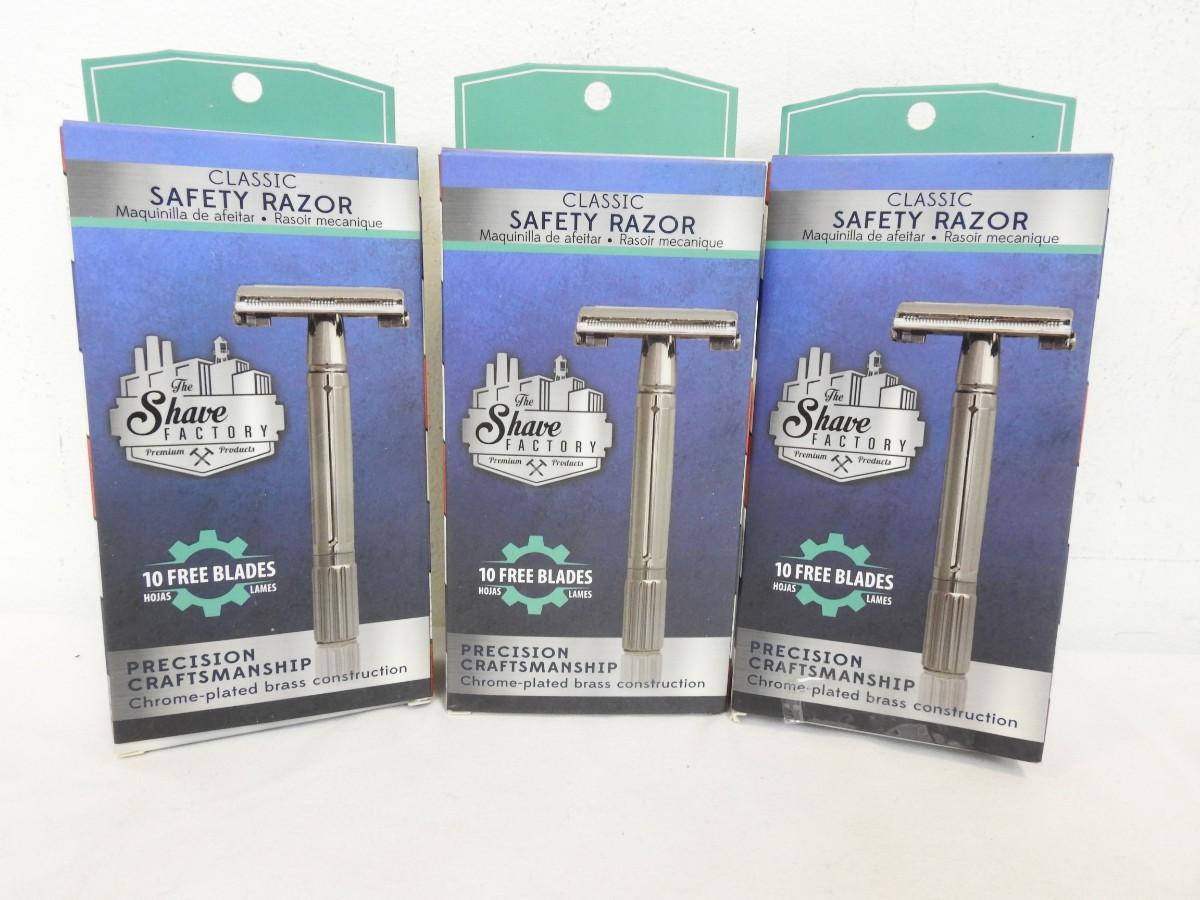 CLASSIC
SAFETY RAZOR
Maquinilla de afeitar • Rasoir mecanique
The
Shave
FACTORY
Premium Products
10 FREE BLADES
HOJAS LAMES
PRECISION
CRAFTSMANSHIP
Chrome-plated brass construction
CLASSIC
SAFETY RAZOR
Maquinilla de afeitar • Rasoir mecanique
The
Shave
FACTORY
Premium Products
10 FREE BLADES
HOJAS LAMES
PRECISION
CRAFTSMANSHIP
Chrome-plated brass construction
CLASSIC
SAFETY RAZOR
Maquinilla de afeitar • Rasoir mecanique
The
Shave
FACTORY
Premium Products
10 FREE BLADES
HOJAS LAMES
PRECISION
CRAFTSMANSHIP
Chrome-plated brass construction